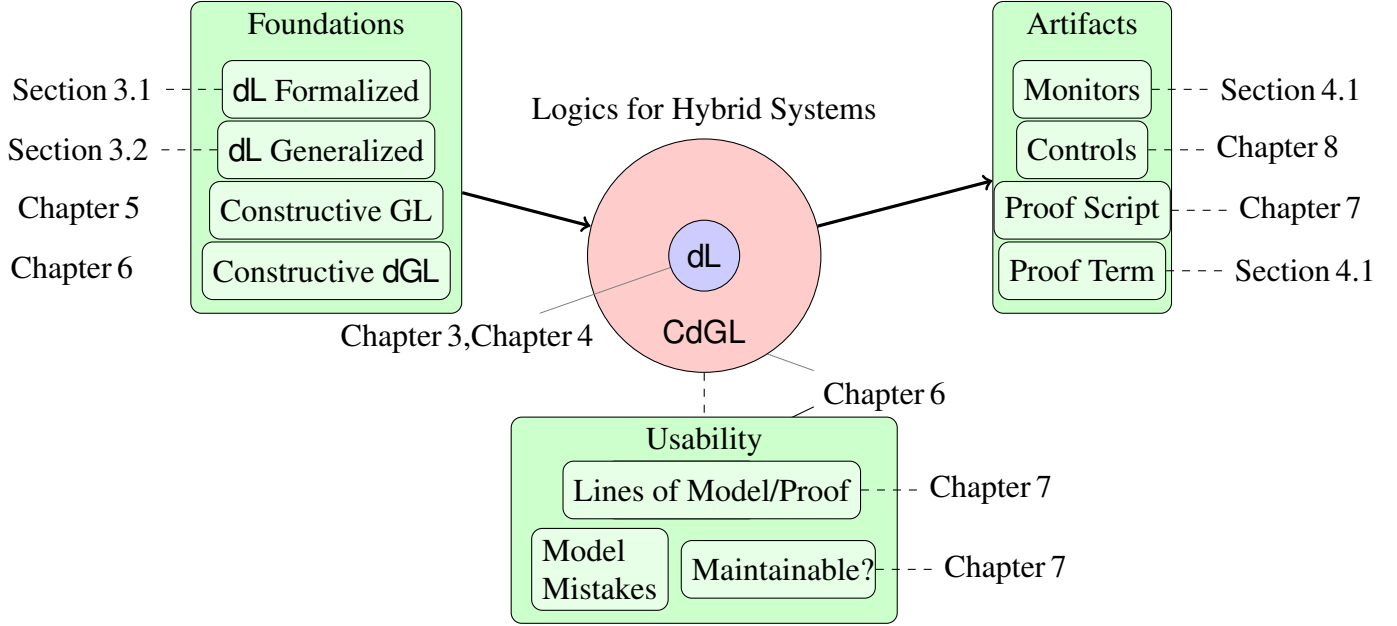 Foundations
Section 3.1
dL Formalized
Section 3.2
dL Generalized
Chapter 5
Constructive GL
Chapter 6
Constructive dGL
Logics for Hybrid Systems
dL
CdGL
Chapter 3,Chapter 4
Chapter 6
Artifacts
Monitors
Section 4.1
Controls
Chapter 8
Proof Script
Chapter 7
Proof Term
Section 4.1
Usability
Lines of Model/Proof
Chapter 7
Model
Mistakes
Maintainable?
Chapter 7